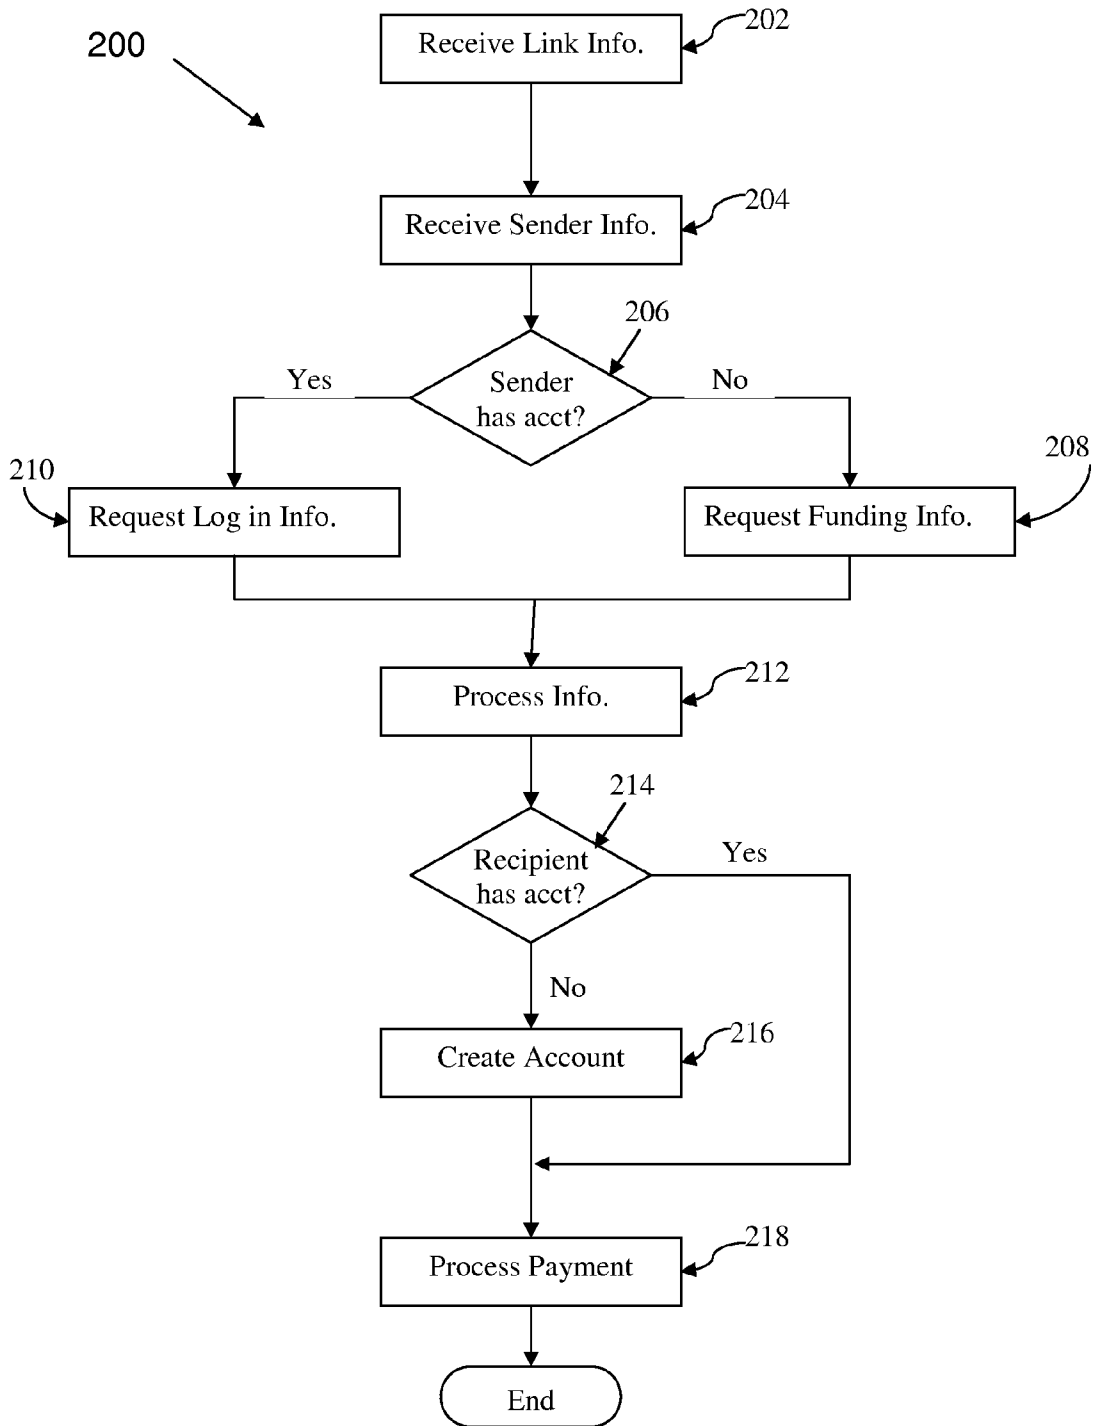 200
Receive Link Info.
202
Receive Sender Info.
204
206
Sender
has acct?
Yes
No
210
Request Log in Info.
208
Request Funding Info.
Process Info.
212
214
Recipient
has acct?
Yes
No
Create Account
216
Process Payment
218
End